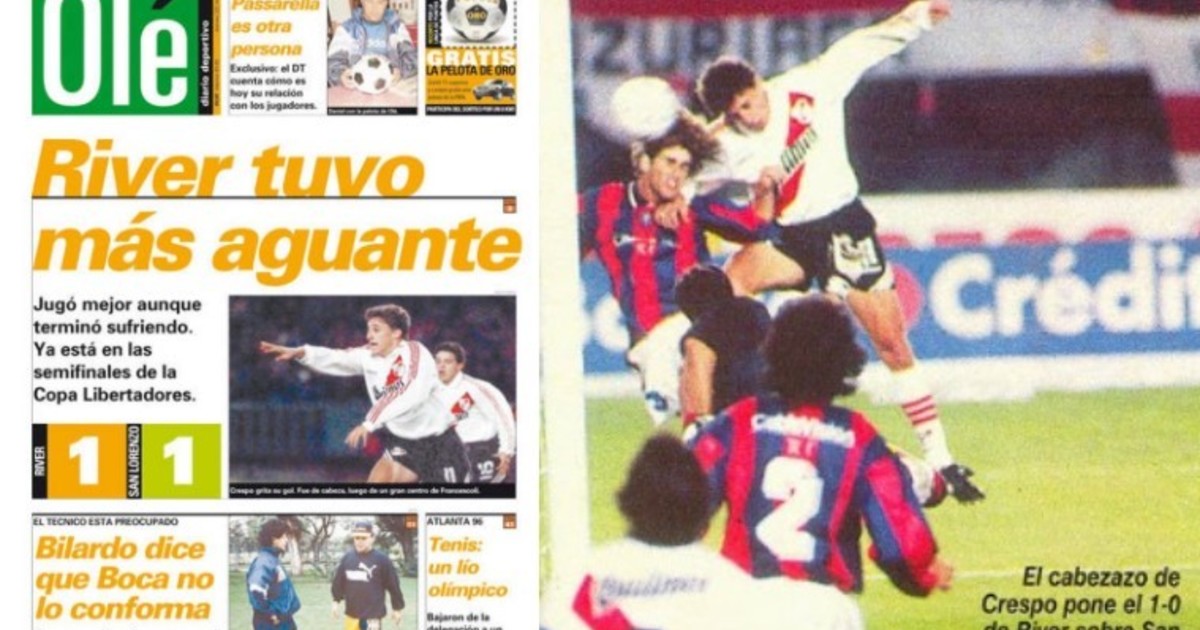 Olé
diario deportivo
Passarella
es otra
persona
Exclusivo: el DT
cuenta cómo es
hoy su relación
con los jugadores.
GRATIS
LA PELOTA DE ORO
River tuvo
más aguante
Jugó mejor aunque
terminó sufriendo.
Ya está en las
semifinales de la
Copa Libertadores.
RIVER 1 SAN LORENZO 1
Crespo grita su gol. Fue de cabeza, luego de un gran centro de Francescoli.
EL TECNICO ESTA PREOCUPADO
Bilardo dice
que Boca no
lo conforma
ATLANTA 96
Tenis:
un lío
olímpico
Bajaron de la
Crédit
2
El cabezazo de
Crespo pone el 1-0
de River sobre San